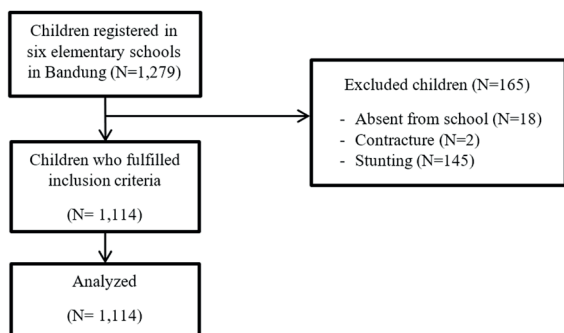 Children registered in
six elementary schools
in Bandung (N=1,279)
Excluded children (N=165)
- Absent from school (N=18)
- Contracture (N=2)
- Stunting (N=145)
Children who fulfilled
inclusion criteria
(N= 1,114)
Analyzed
(N= 1,114)